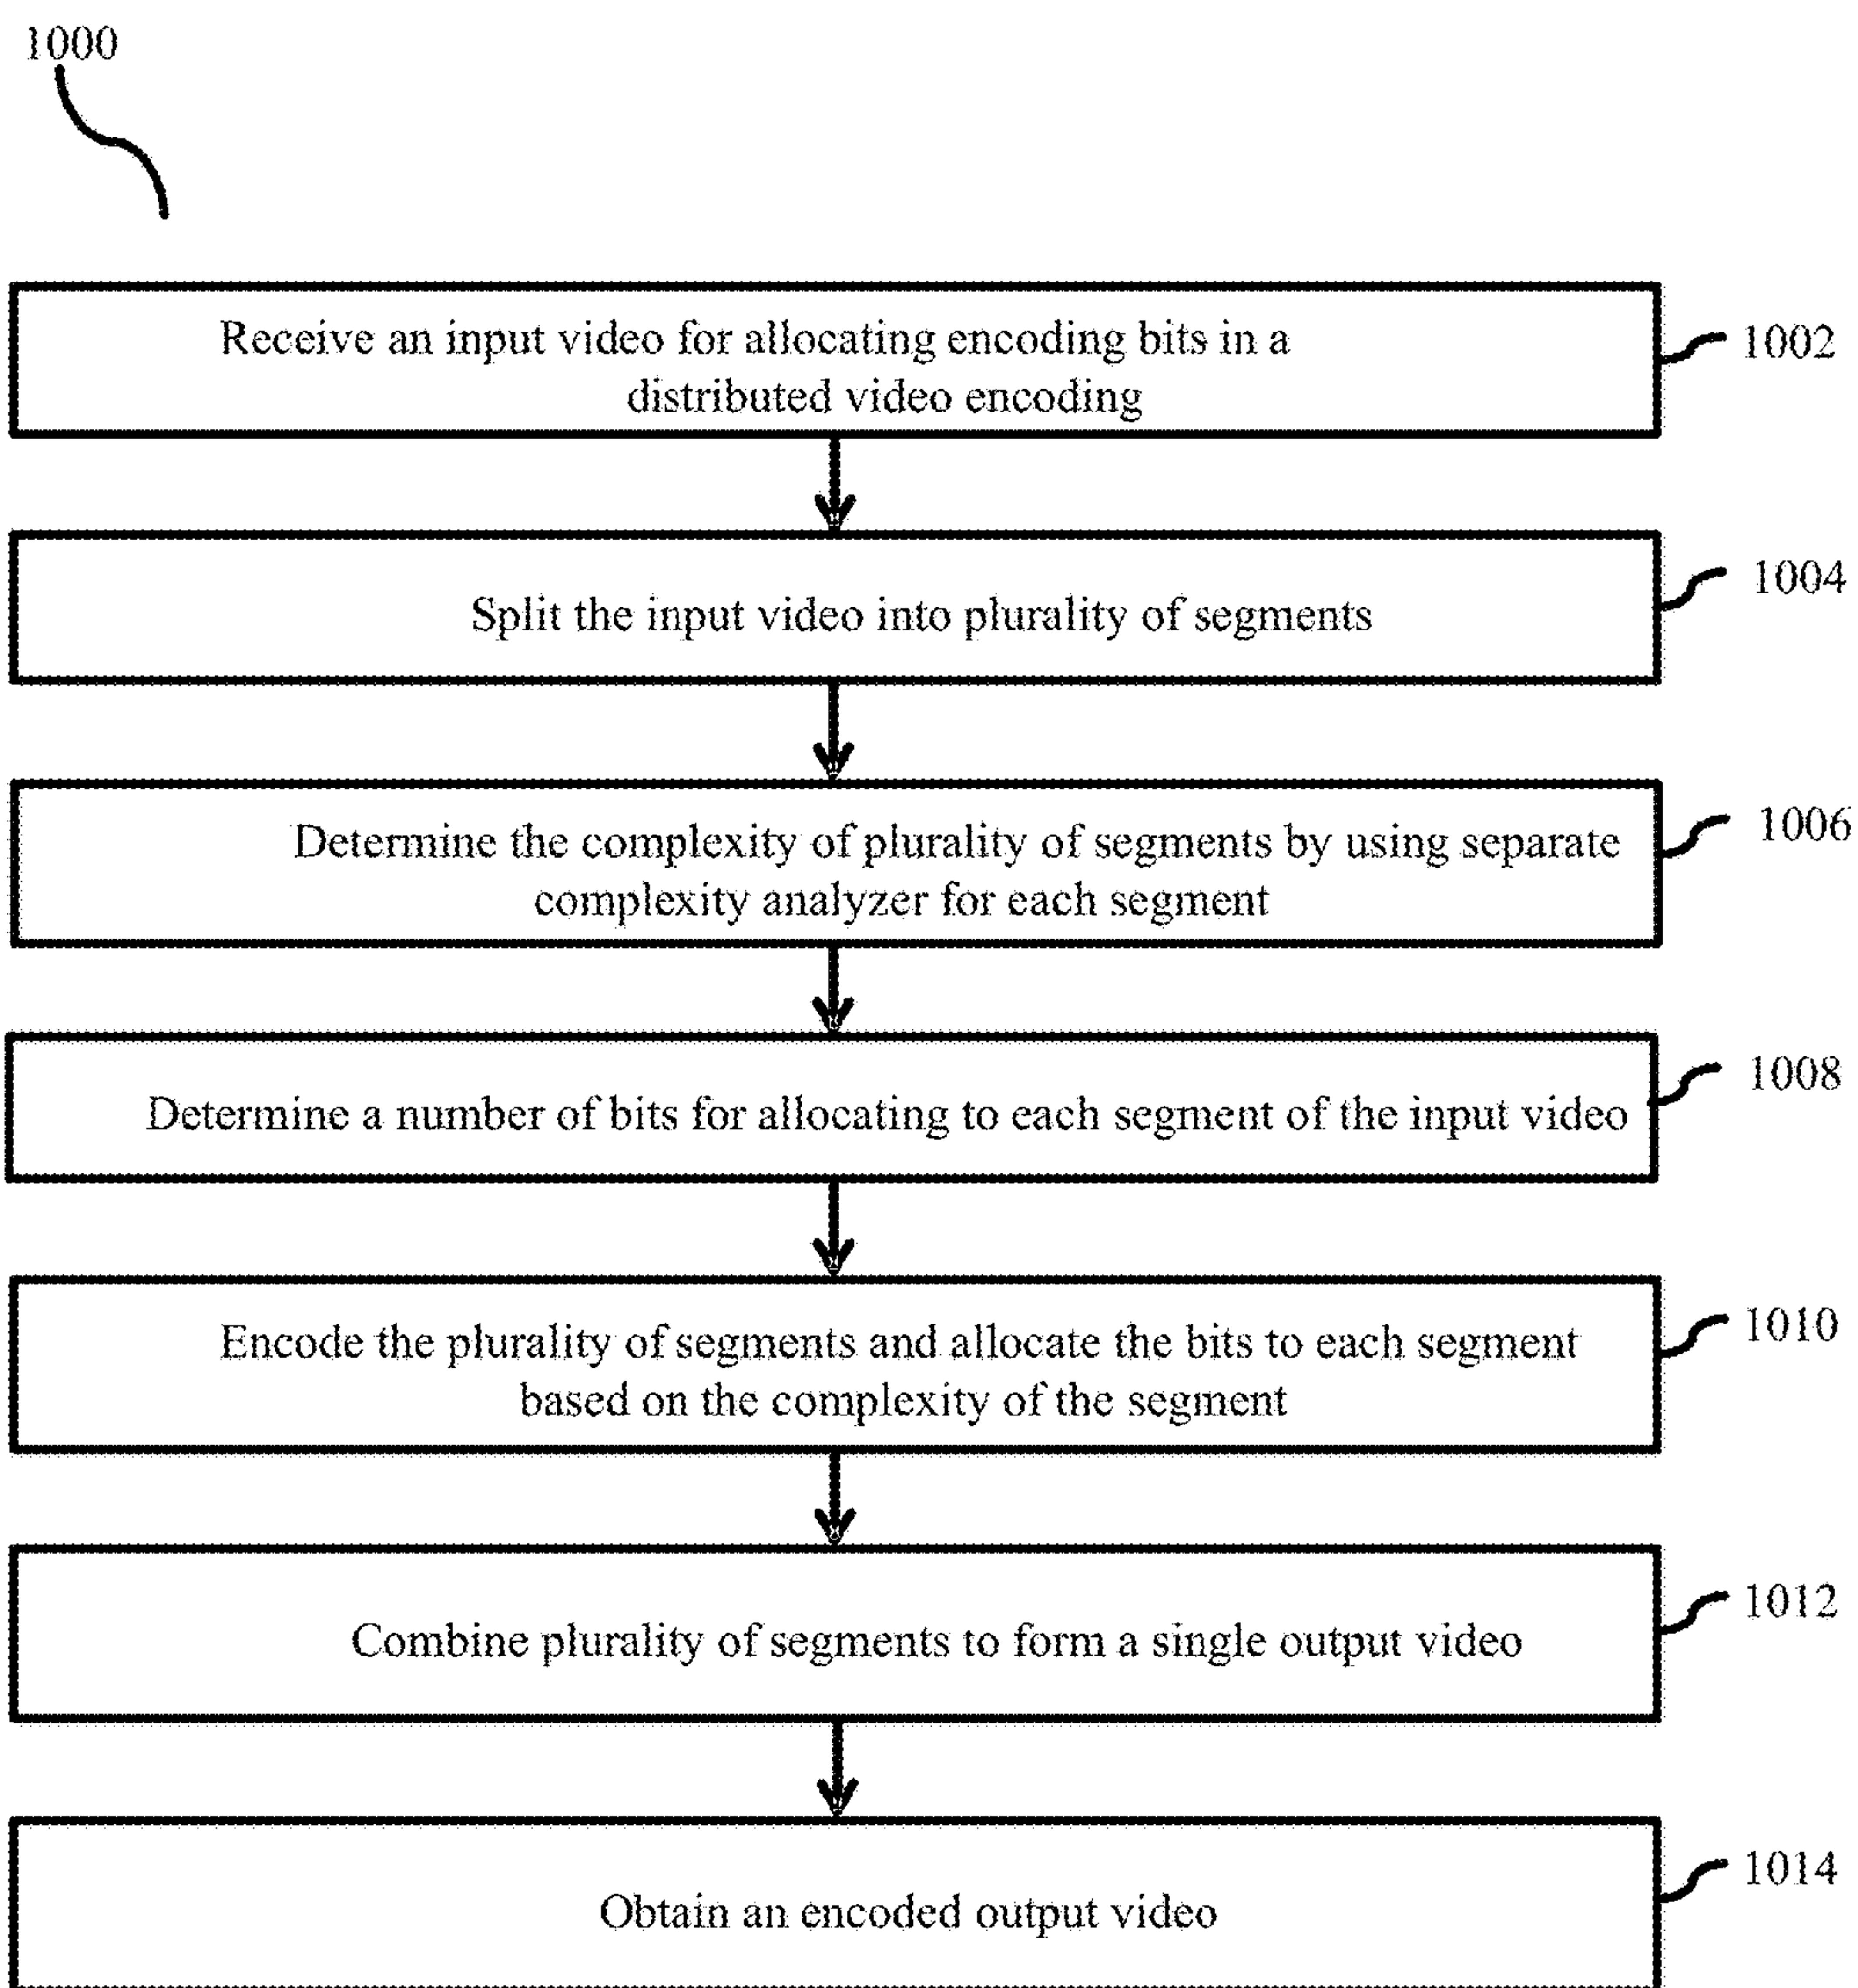 1000
Receive an input video for allocating encoding bits in a
distributed video encoding
1002
Split the input video into plurality of segments
1004
Determine the complexity of plurality of segments by using separate
complexity analyzer for each segment
1006
Determine a number of bits for allocating to each segment of the input video
1008
Encode the plurality of segments and allocate the bits to each segment
based on the complexity of the segment
1010
Combine plurality of segments to form a single output video
1012
Obtain an encoded output video
1014